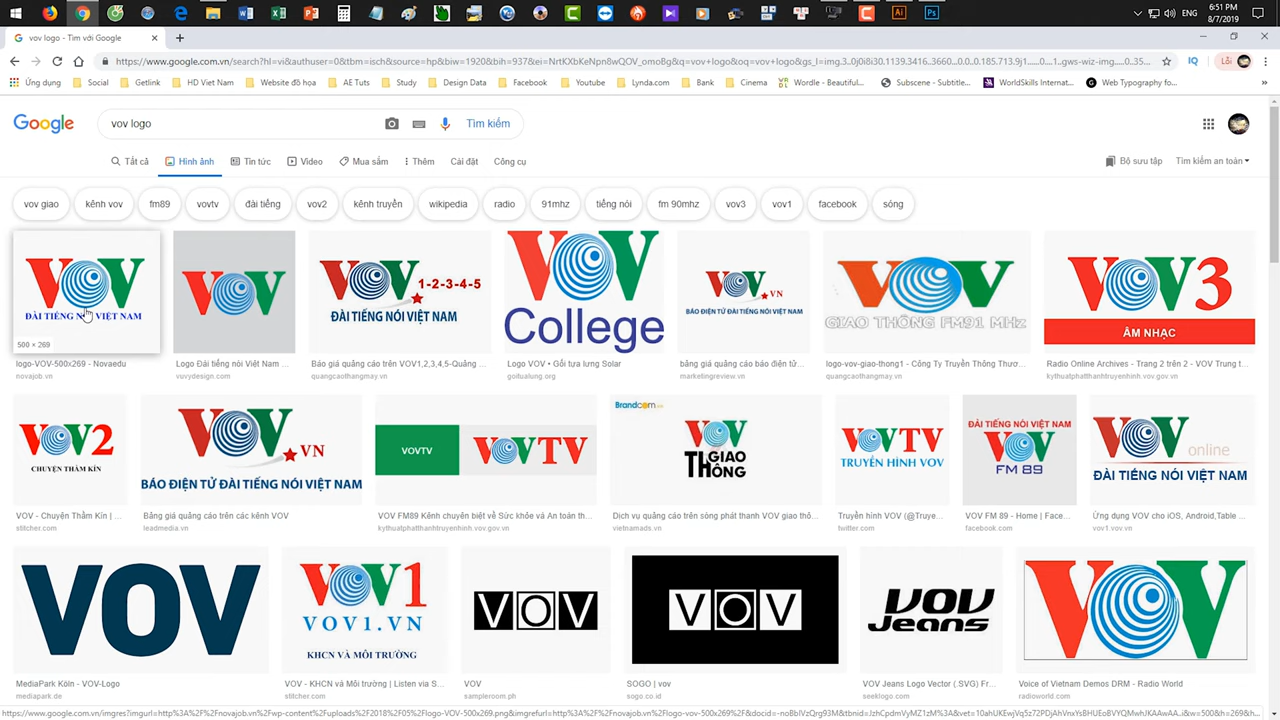 6:51 PM
ENG
8/7/2019
vov logo - Tìm với Google
https://www.google.com.vn/search?hl=vi&authuser=0&tbm=isch&source=hp&biw=1920&bih=937&ei=
Lỗi
Ứng dụng
Social
Getlink
HD Viet Nam
Website đồ họa
AE Tuts
Study
Design Data
Facebook
Youtube
Lynda.com
Bank
Cinema
Wordle - Beautiful...
Subscene - Subtitle...
WorldSkills Internat...
Web Typography fo...
Google
vov logo
Tìm kiếm
Tất cả
Hình ảnh
Tin tức
Video
Mua sắm
Thêm
Cài đặt
Công cụ
Bộ sưu tập
Tìm kiếm an toàn
vov giao
kênh vov
fm89
vovtv
đài tiếng
vov2
kênh truyền
wikipedia
radio
91mhz
tiếng nói
fm 90mhz
vov3
vov1
facebook
sóng
VOV
ĐÀI TIẾNG NÓI VIỆT NAM
500 × 269
VOV
VOV 1-2-3-4-5
ĐÀI TIẾNG NÓI VIỆT NAM
VOV
College
VOV.VN
BÁO ĐIỆN TỬ ĐÀI TIẾNG NÓI VIỆT NAM
VOV
GIAO THÔNG FM91 MHz
VOV3
ÂM NHẠC
logo-VOV-500x269 - Novaedu
novajob.vn
Logo Đài tiếng nói Việt Nam ...
vuvydesign.com
Báo giá quảng cáo trên VOV1,2,3,4,5-Quảng ...
quangcaothangmay.vn
Logo VOV • Gối tựa lưng Solar
goitualung.org
bảng giá quảng cáo báo điện tử...
marketingreview.vn
logo-vov-giao-thong1 - Công Ty Truyền Thông Thươ...
quangcaothangmay.vn
Radio Online Archives - Trang 2 trên 2 - VOV Trung t...
kythuatphatthanhtruyenhinh.vov.gov.vn
VOV2
CHUYỆN THẦM KÍN
VOV.VN
BÁO ĐIỆN TỬ ĐÀI TIẾNG NÓI VIỆT NAM
VOVTV
VOVTV
Brandcom.vn
VOV
GIAO
THÔNG
VOVTV
TRUYỀN HÌNH VOV
ĐÀI TIẾNG NÓI VIỆT NAM
VOV
FM 89
VOV online
ĐÀI TIẾNG NÓI VIỆT NAM
VOV - Chuyện Thầm Kín | ...
stitcher.com
Bảng giá quảng cáo trên các kênh VOV
leadmedia.vn
VOV FM89 Kênh chuyên biệt về Sức khỏe và An toàn th...
kythuatphatthanhtruyenhinh.vov.gov.vn
Dịch vụ quảng cáo trên sóng phát thanh VOV giao thô...
vietnamads.vn
Truyền hình VOV (@Truye...
twitter.com
VOV FM 89 - Home | Face...
facebook.com
Ứng dụng VOV cho iOS, Android,Table ...
vov1.vov.vn
VOV
VOV1
VOV1.VN
KHCN VÀ MÔI TRƯỜNG
VOV
VOV
VOV
Jeans
VOV
MediaPark Köln - VOV-Logo
mediapark.de
VOV - KHCN và Môi trường | Listen via S...
stitcher.com
VOV
sampleroom.ph
SOGO | vov
sogo.co.id
VOV Jeans Logo Vector (.SVG) Fr...
seeklogo.com
Voice of Vietnam Demos DRM - Radio World
radioworld.com